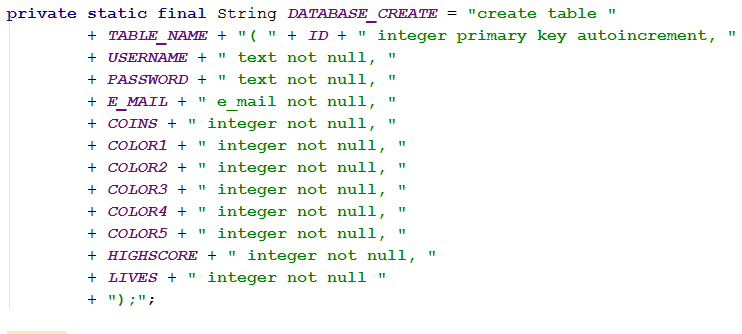 private static final String DATABASE_CREATE = "create table "
+ TABLE_NAME + "( " + ID + " integer primary key autoincrement, "
+ USERNAME + " text not null, "
+ PASSWORD + " text not null, "
+ E_MAIL + " e_mail not null, "
+ COINS + " integer not null, "
+ COLOR1 + " integer not null, "
+ COLOR2 + " integer not null, "
+ COLOR3 + " integer not null, "
+ COLOR4 + " integer not null, "
+ COLOR5 + " integer not null, "
+ HIGHSCORE + " integer not null, "
+ LIVES + " integer not null "
+ ");";